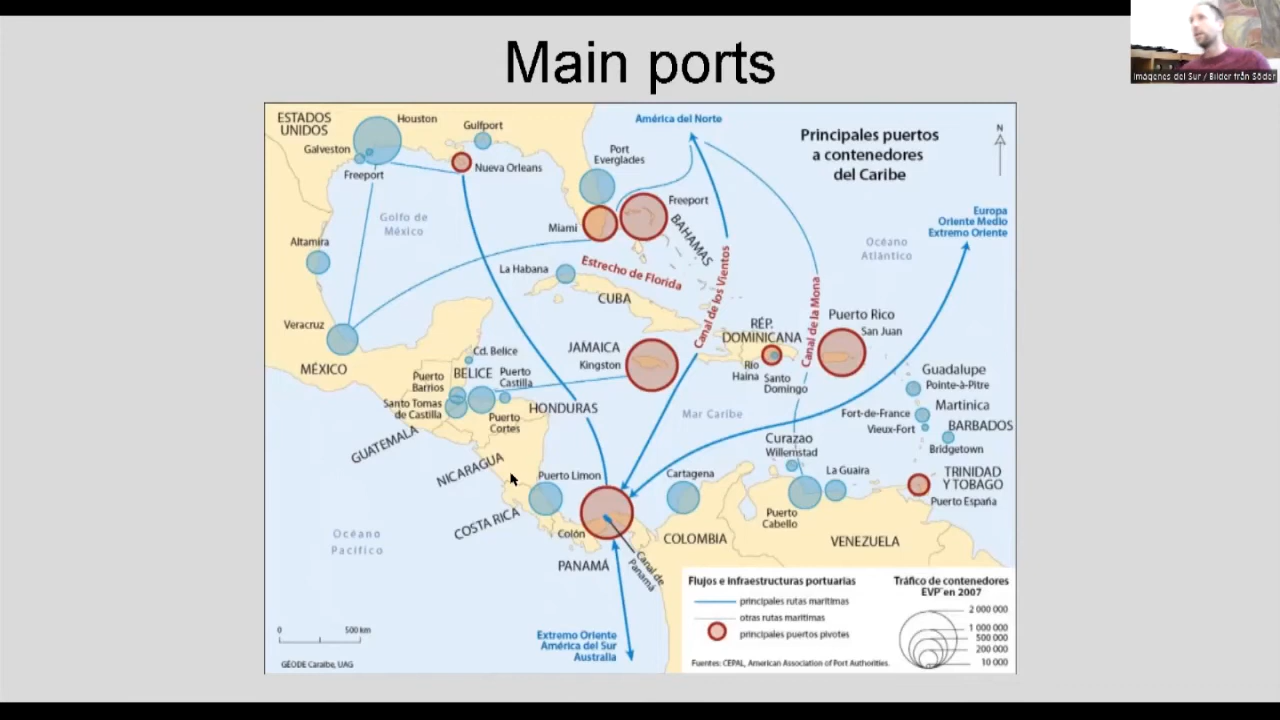 Main ports
Imágenes del Sur / Bilder från Söder
ESTADOS
UNIDOS
Houston
Galveston
Freeport
Gulfport
Nueva Orleans
América del Norte
Port
Everglades
Principales puertos
a contenedores
del Caribe
N
Golfo de
México
Miami
Freeport
BAHAMAS
Europa
Oriente Medio
Extremo Oriente
Océano
Atlántico
Altamira
La Habana
Estrecho de Florida
CUBA
Canal de los Vientos
Canal de la Mona
Veracruz
MÉXICO
JAMAICA
Kingston
RÉP.
DOMINICANA
Río
Haina
Santo
Domingo
Puerto Rico
San Juan
Cd. Belice
BELICE
Puerto
Barrios
Puerto
Castilla
Santo Tomas
de Castilla
Puerto
Cortes
HONDURAS
GUATEMALA
NICARAGUA
COSTA RICA
Mar Caribe
Guadalupe
Pointe-à-Pitre
Martinica
Fort-de-France
Vieux-Fort
BARBADOS
Bridgetown
Curazao
Willemstad
La Guaira
TRINIDAD
Y TOBAGO
Puerto España
Puerto Limon
Cartagena
Puerto
Cabello
Colón
COLOMBIA
VENEZUELA
Océano
Pacífico
PANAMÁ
Canal de
Panamá
Extremo Oriente
América del Sur
Australia
0 500 km
GÉODE Caraïbe, UAG
Flujos e infraestructuras portuarias
principales rutas marítimas
otras rutas marítimas
principales puertos pivotes
Tráfico de contenedores
EVP en 2007
2 000 000
1 000 000
500 000
200 000
10 000
Fuentes: CEPAL, American Association of Port Authorities.